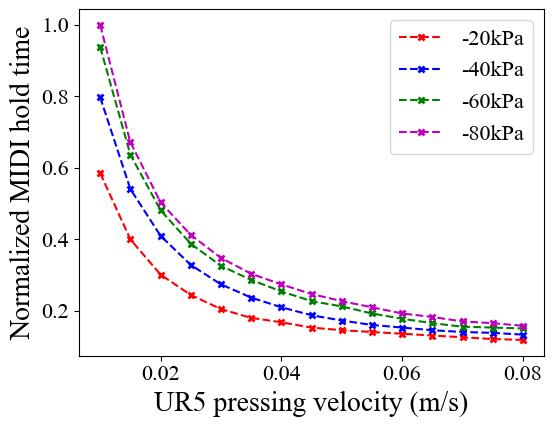 Normalized MIDI hold time
1.0
0.8
0.6
0.4
0.2
-20kPa
-40kPa
-60kPa
-80kPa
0.02 0.04 0.06 0.08
UR5 pressing velocity (m/s)